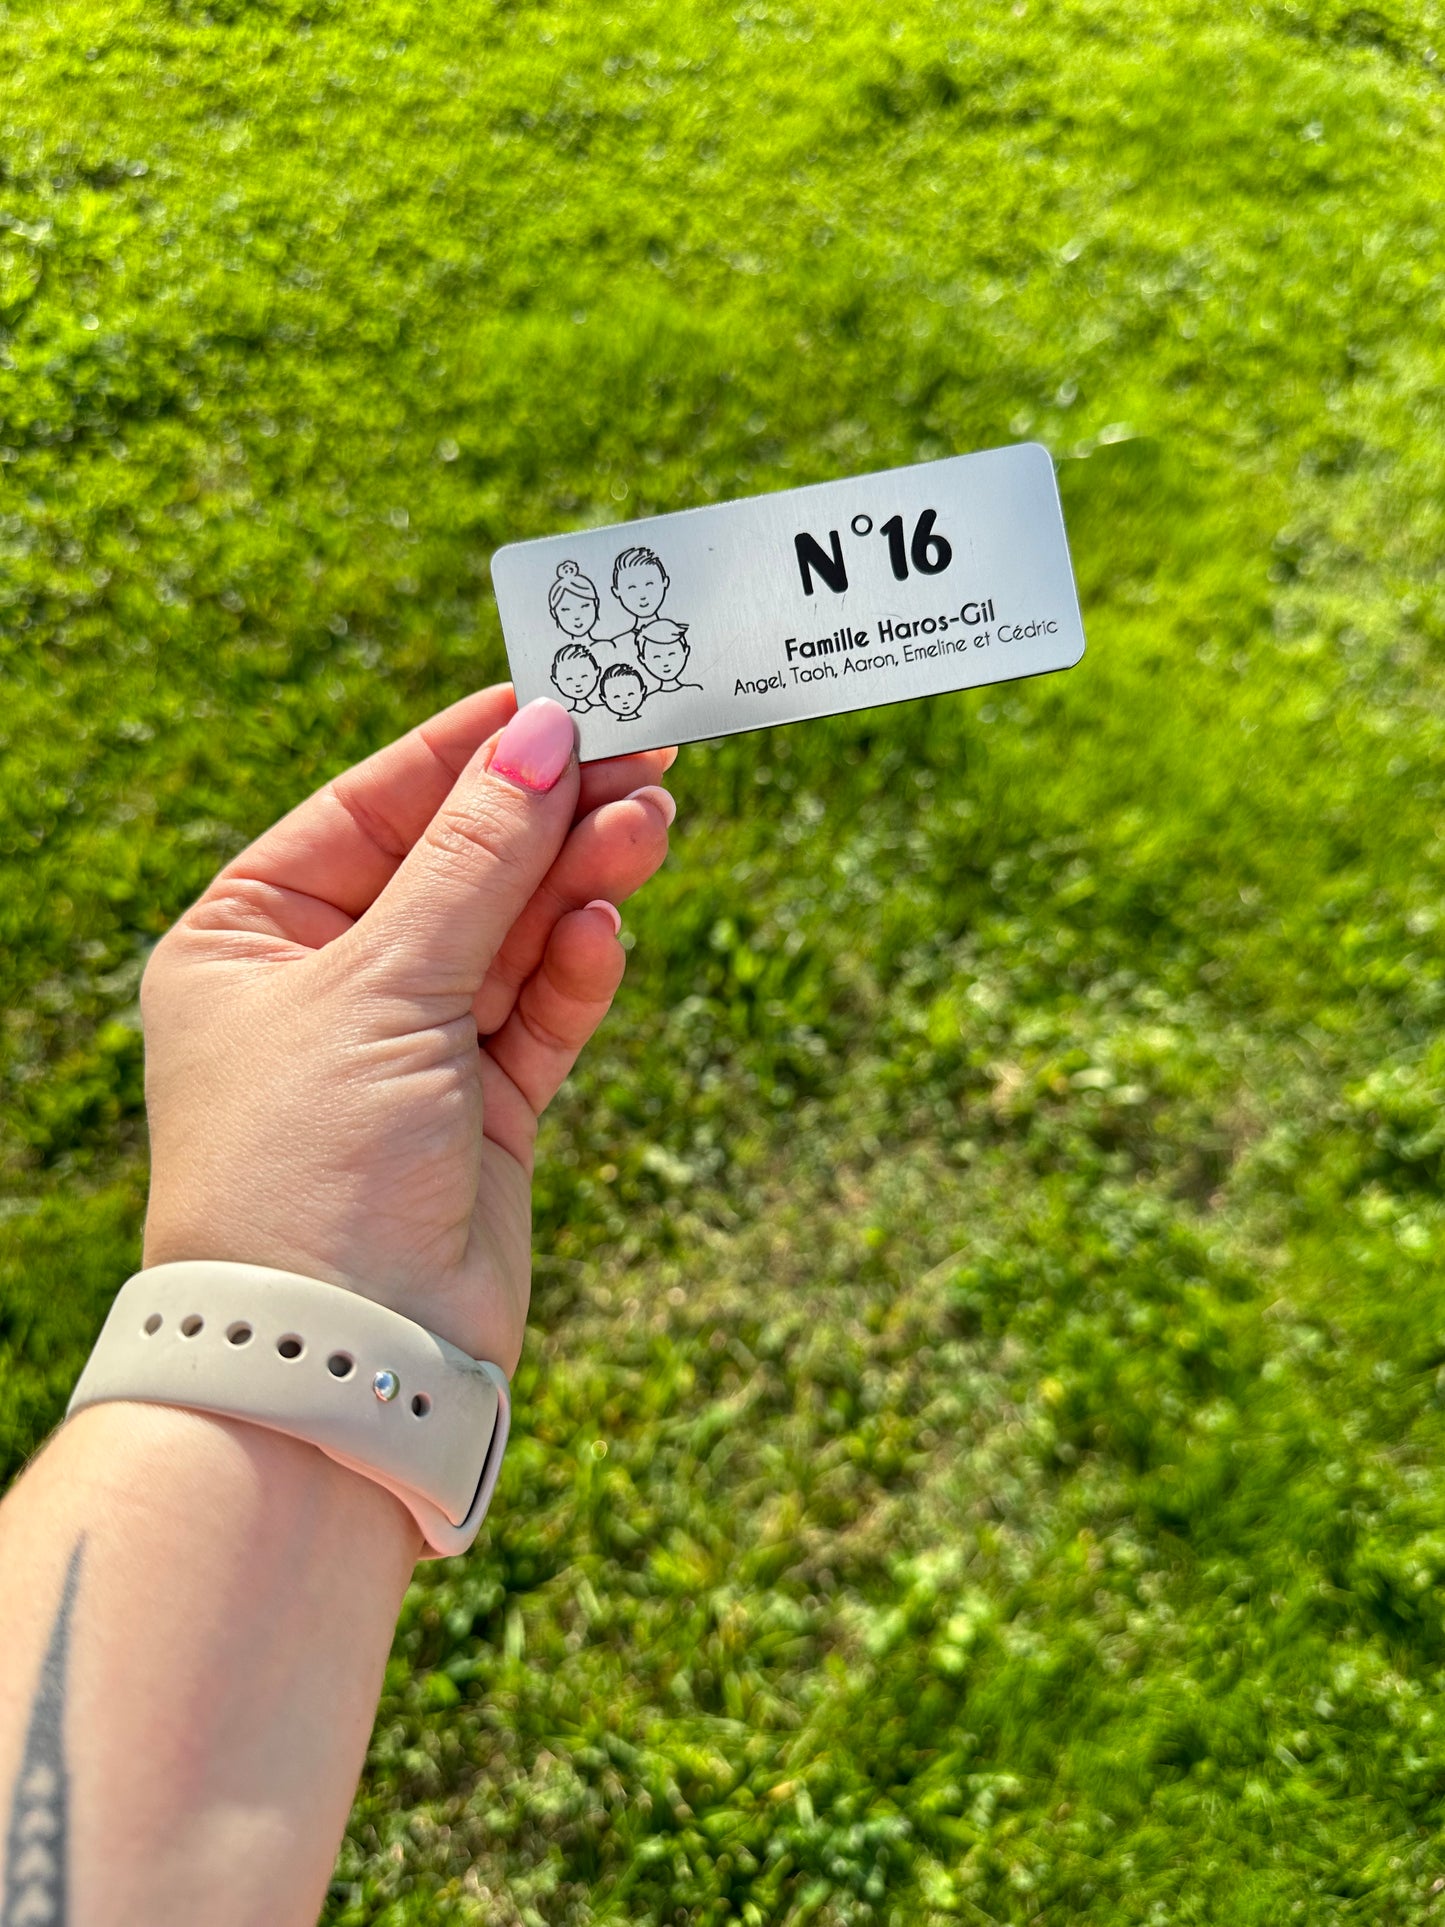 N°16
Famille Haros-Gil
Angel, Taoh, Aaron, Emeline et Cédric